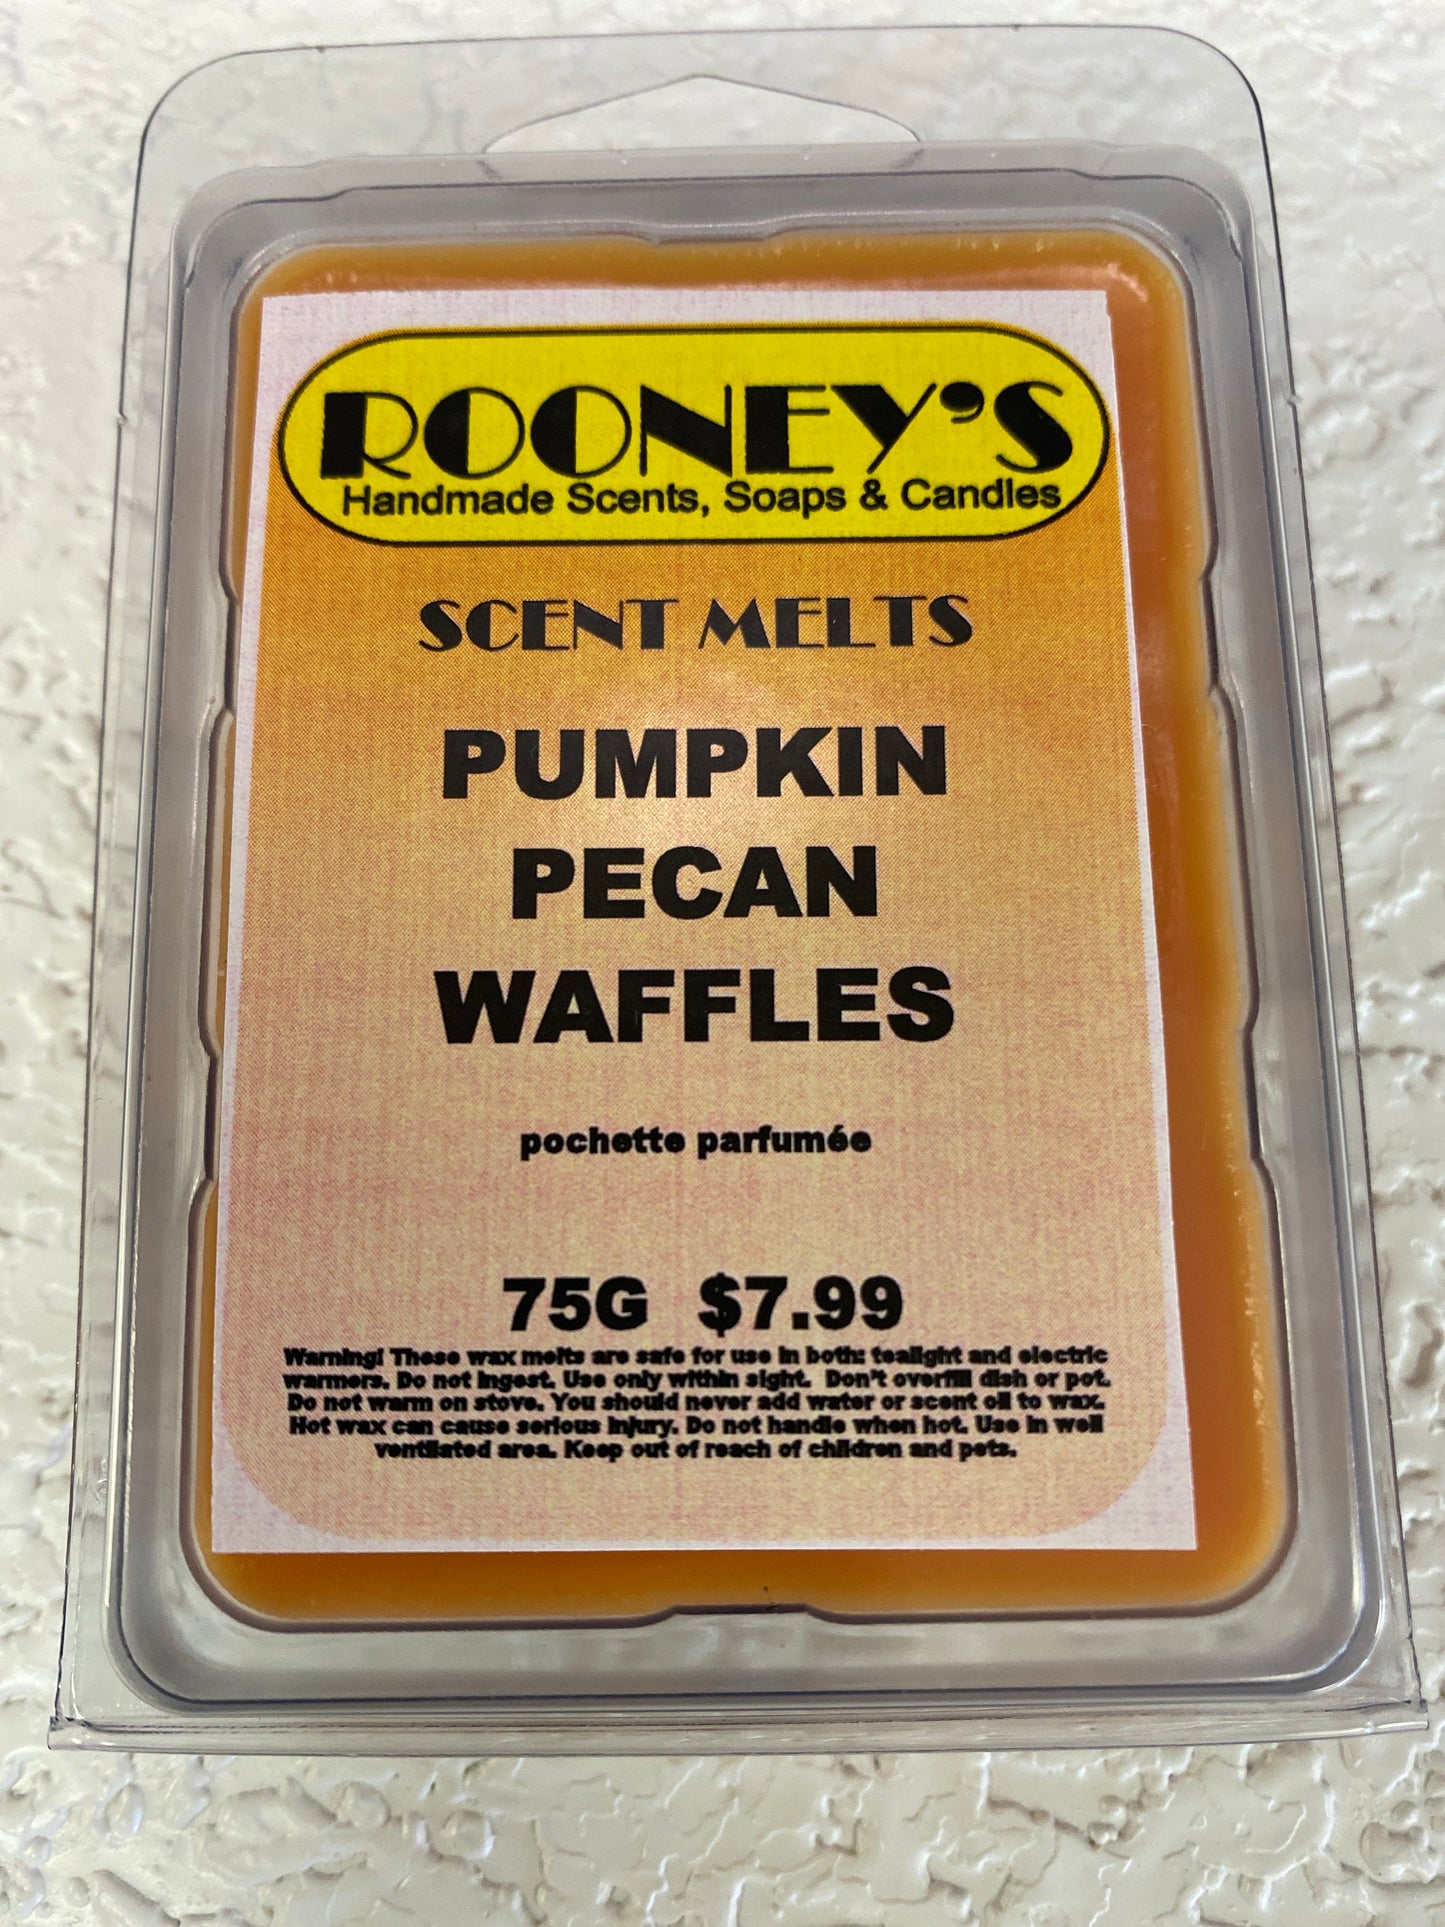 ROONEY'S
Handmade Scents, Soaps & Candles
SCENT MELTS
PUMPKIN
PECAN
WAFFLES
pochette parfumée
75G $7.99
Warning! These wax melts are safe for use in both: tealight and electric
warmers. Do not ingest. Use only within sight. Don't overfill dish or pot.
Do not warm on stove. You should never add water or scent oil to wax.
Hot wax can cause serious injury. Do not handle when hot. Use in well
ventilated area. Keep out of reach of children and pets.